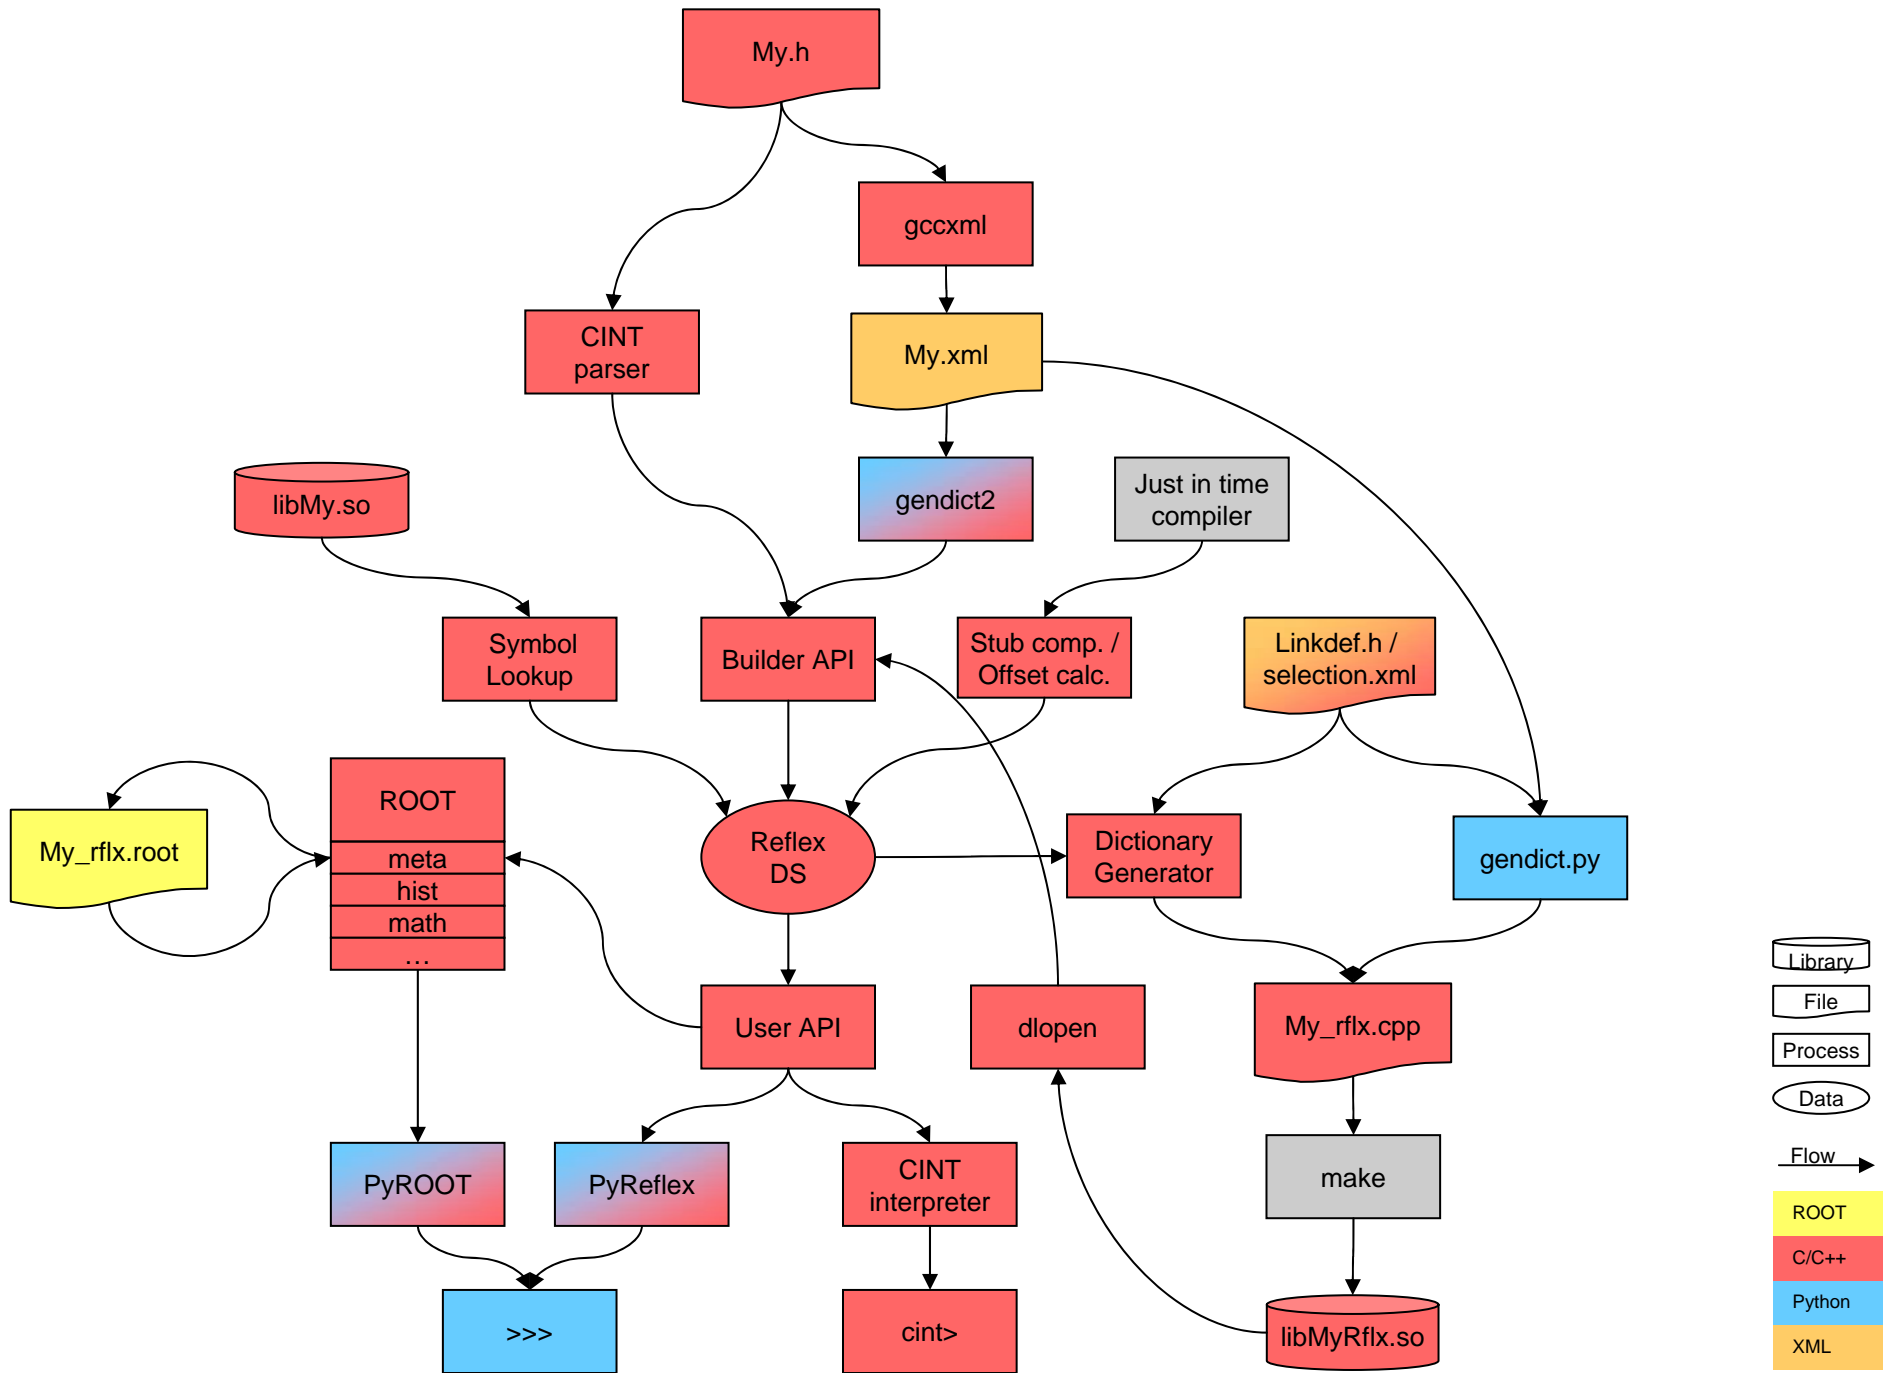 My.h
gccxml
CINT
parser
My.xml
libMy.so
gendict2
Just in time
compiler
Symbol
Lookup
Builder API
Stub comp. /
Offset calc.
Linkdef.h /
selection.xml
ROOT
meta
hist
math
...
My_rflx.root
Reflex
DS
Dictionary
Generator
gendict.py
User API
dlopen
My_rflx.cpp
PyROOT
PyReflex
CINT
interpreter
make
>>>
cint>
libMyRflx.so
Library
File
Process
Data
Flow
ROOT
C/C++
Python
XML